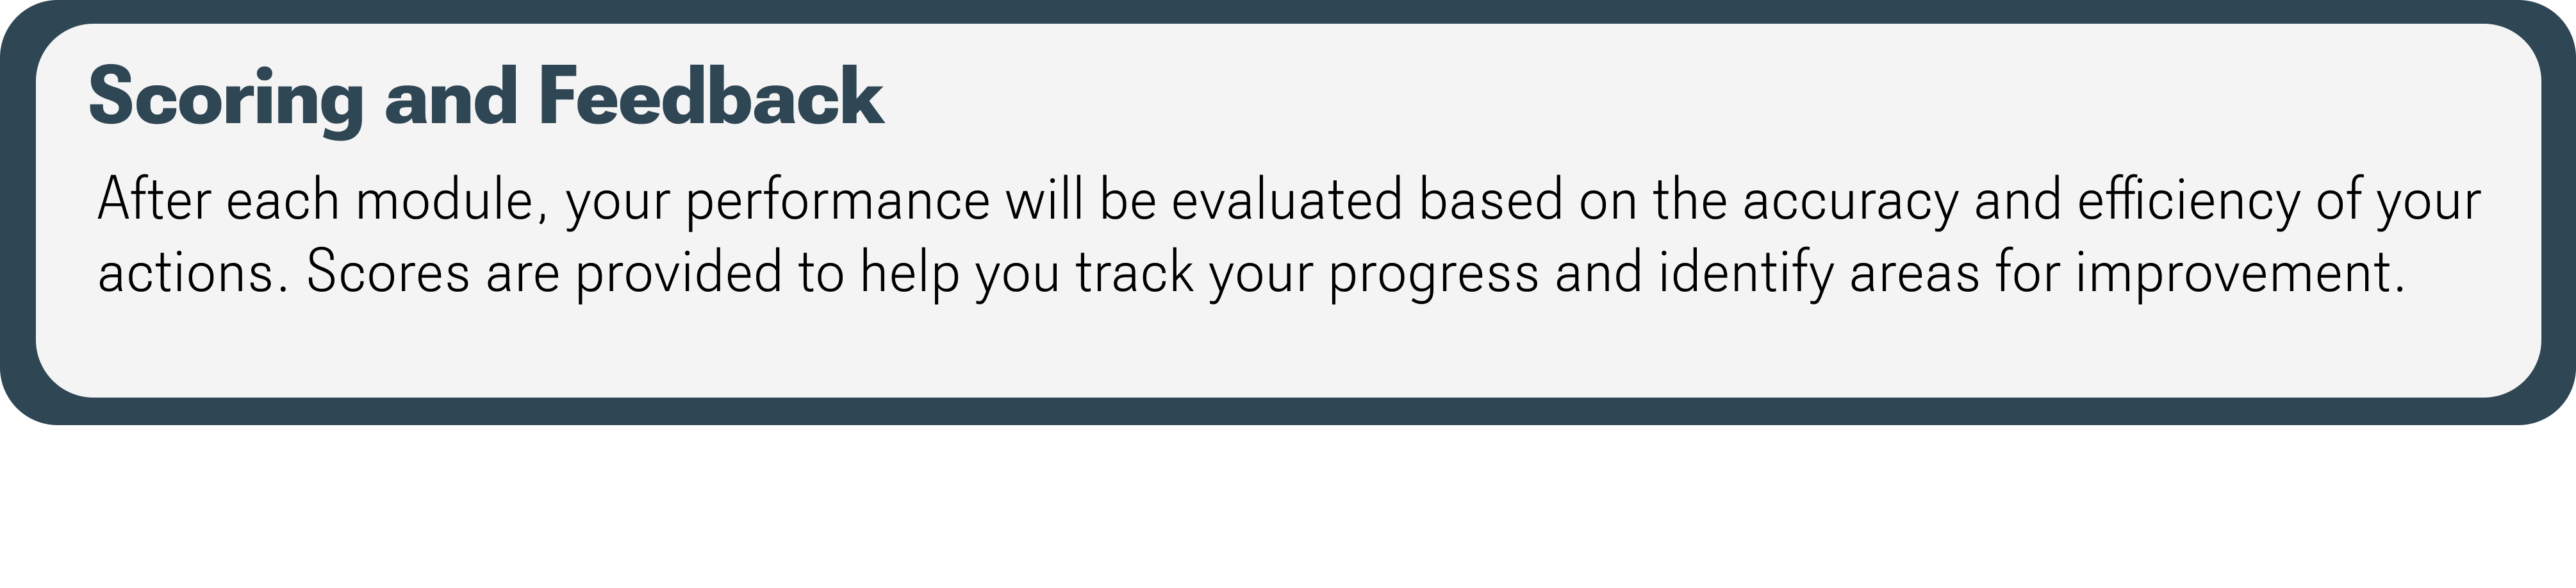 Scoring and Feedback
After each module, your performance will be evaluated based on the accuracy and efficiency of your
actions. Scores are provided to help you track your progress and identify areas for improvement.